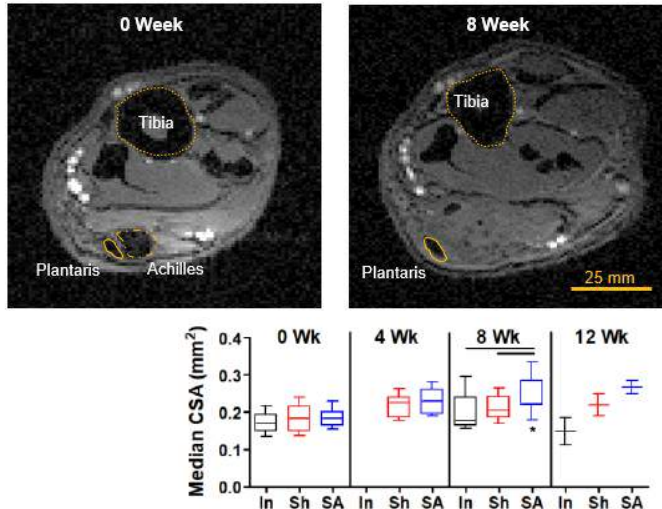 0 Week
Tibia
Plantaris
Achilles
8 Week
Tibia
Plantaris
25 mm
Median CSA (mm²)
0.4
0.3
0.2
0.1
0.0
0 Wk
4 Wk
8 Wk
12 Wk
*
In Sh SA In Sh SA In Sh SA In Sh SA